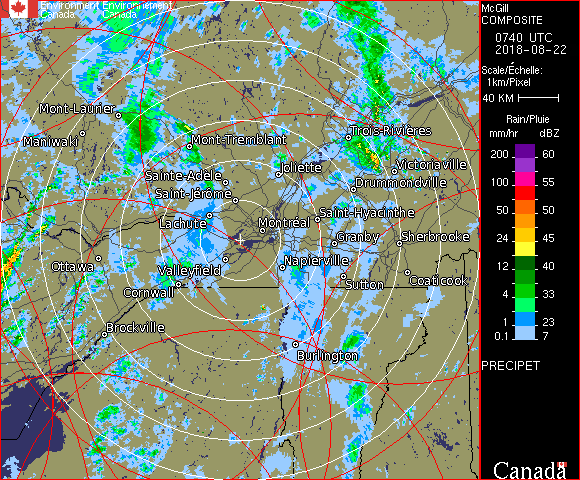 Environment Environnement
Canada Canada
Mont-Laurier
Maniwaki
Mont-Tremblant
Trois-Rivières
Joliette
Victoriaville
Sainte-Adèle
Drummondville
Saint-Jérôme
Lachute
Montréal
Saint-Hyacinthe
Granby
Sherbrooke
Ottawa
Valleyfield
Napierville
Cornwall
Sutton
Coaticook
Brockville
Burlington
McGill
COMPOSITE
0740 UTC
2018-08-22
Scale/Échelle:
1km/Pixel
40 KM
Rain/Pluie
mm/hr dBZ
200 60
100 55
50 50
24 45
12 40
4 33
1 23
0.1 7
PRECIPET
Canada